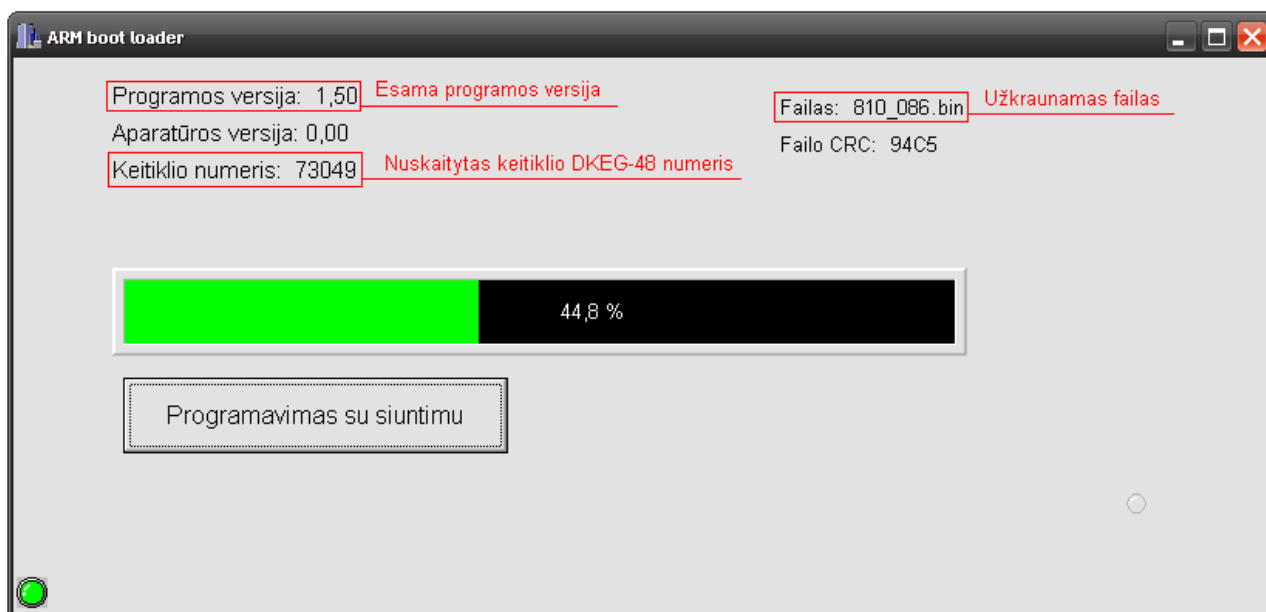 ARM boot loader
Programos versija: 1,50
Esama programos versija
Aparatūros versija: 0,00
Keitiklio numeris: 73049
Nuskaitytas keitiklio DKEG-48 numeris
Failas: 810_086.bin
Užkraunamas failas
Failo CRC: 94C5
44,8 %
Programavimas su siuntimu